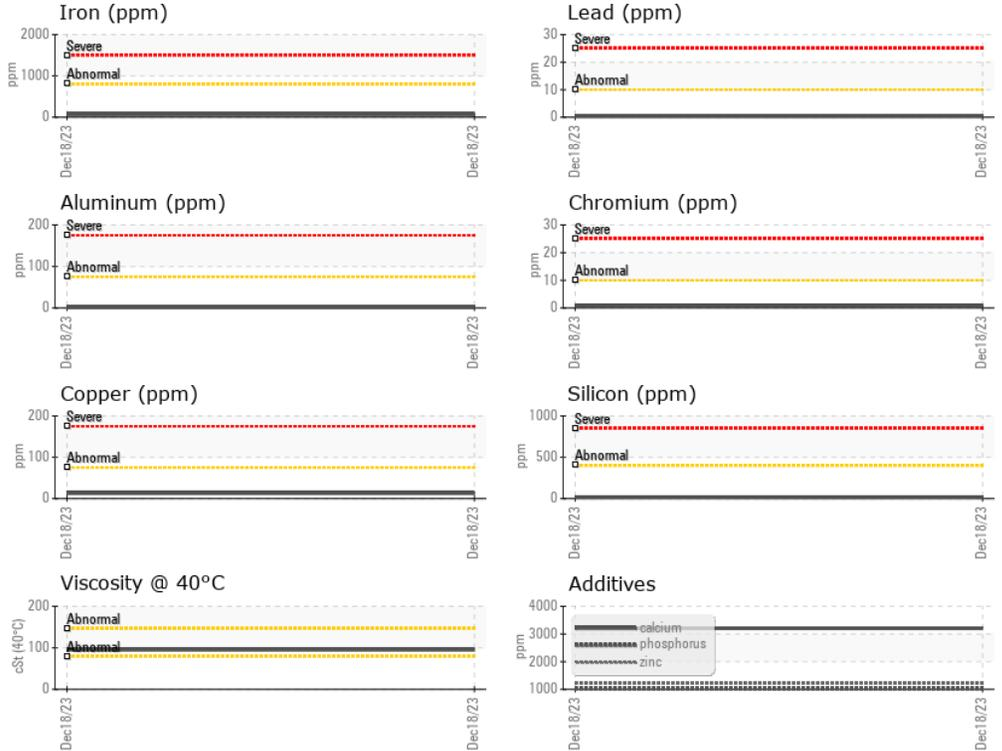 Iron (ppm)
2000
1000
0
ppm
Severe
Abnormal
Dec18/23
Dec18/23
Lead (ppm)
30
20
10
0
ppm
Severe
Abnormal
Dec18/23
Dec18/23
Aluminum (ppm)
200
100
0
ppm
Severe
Abnormal
Dec18/23
Dec18/23
Chromium (ppm)
30
20
10
0
ppm
Severe
Abnormal
Dec18/23
Dec18/23
Copper (ppm)
200
100
0
ppm
Severe
Abnormal
Dec18/23
Dec18/23
Silicon (ppm)
1000
500
0
ppm
Severe
Abnormal
Dec18/23
Dec18/23
Viscosity @ 40°C
200
100
0
cSt (40°C)
Abnormal
Abnormal
Dec18/23
Dec18/23
Additives
4000
3000
2000
1000
ppm
calcium
phosphorus
zinc
Dec18/23
Dec18/23